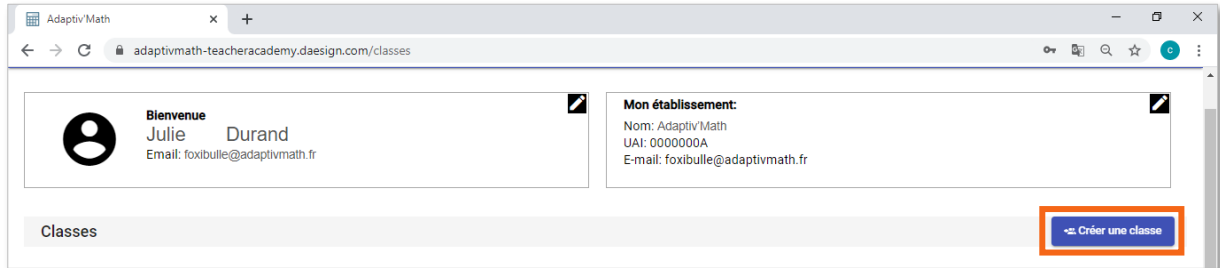 Adaptiv'Math
adaptivmath-teacheracademy.daesign.com/classes
c
Bienvenue
Julie Durand
Email: foxibulle@adaptivmath.fr
Mon établissement:
Nom: Adaptiv'Math
UAI: 0000000A
E-mail: foxibulle@adaptivmath.fr
Classes
Créer une classe